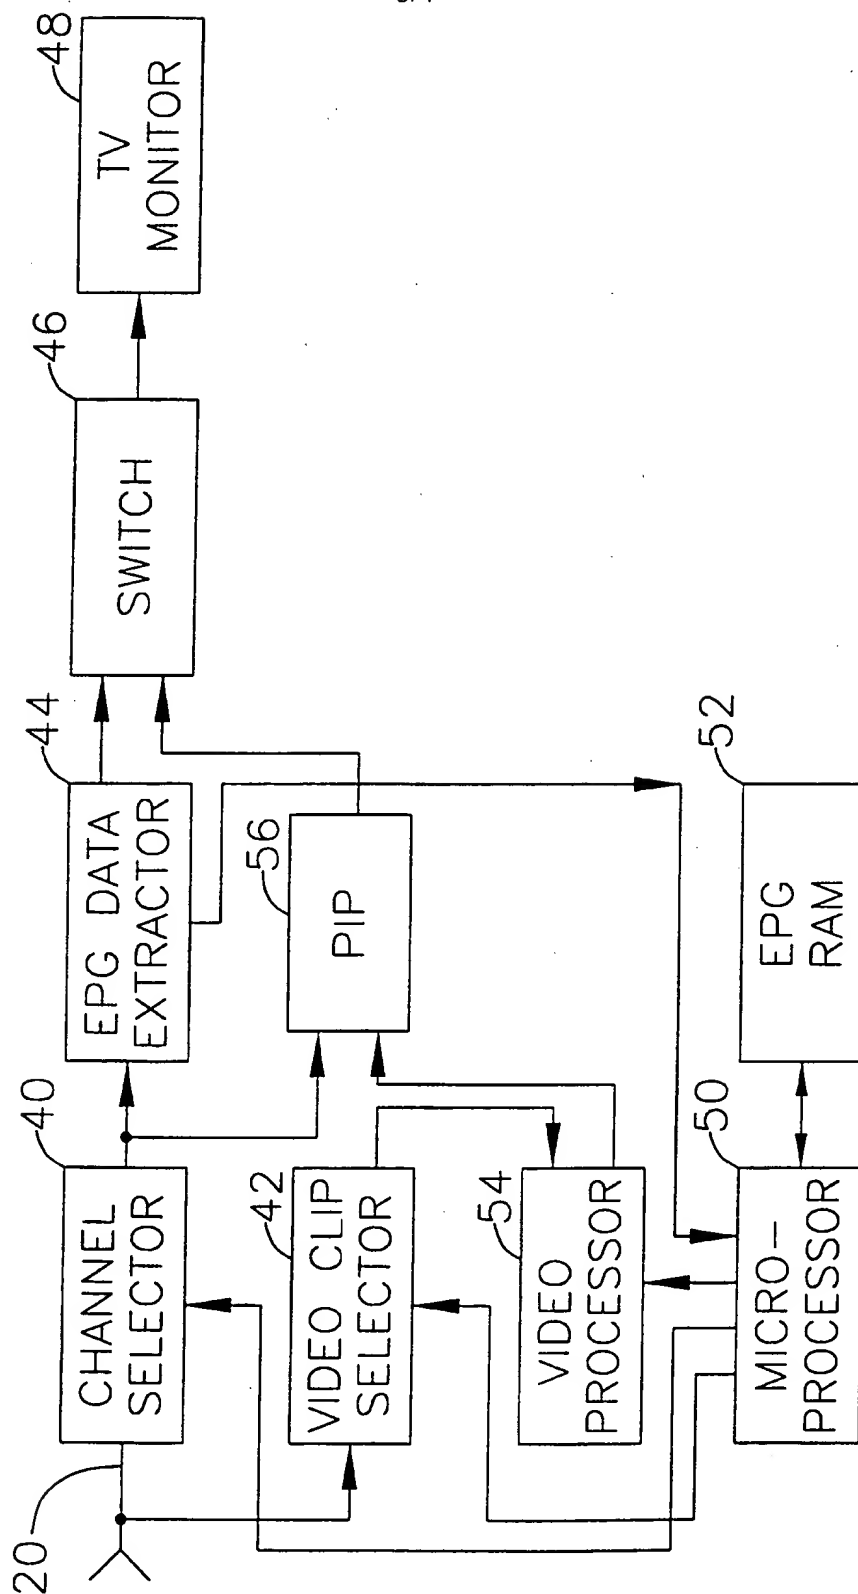 20
CHANNEL
SELECTOR
40
EPG DATA
EXTRACTOR
44
SWITCH
46
TV
MONITOR
48
VIDEO CLIP
SELECTOR
42
PIP
56
VIDEO
PROCESSOR
54
MICRO-
PROCESSOR
50
EPG
RAM
52